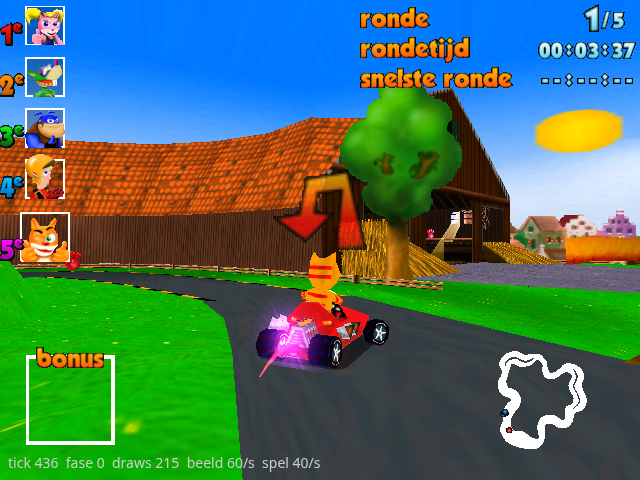 1e
2e
3e
4e
5e
ronde 1/5
rondetijd 00:03:37
snelste ronde --:--:--
bonus
tick 436 fase 0 draws 215 beeld 60/s spel 40/s